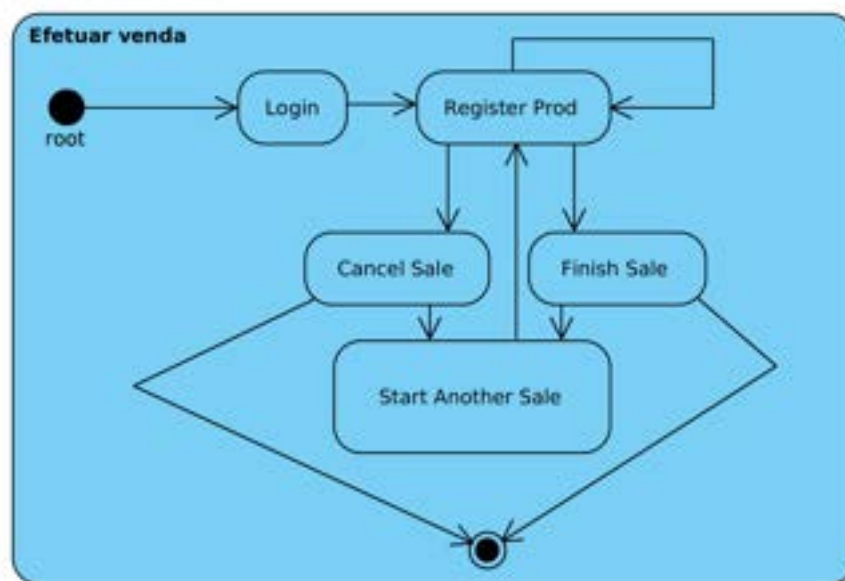 Efetuar venda
root
Login
Register Prod
Cancel Sale
Finish Sale
Start Another Sale